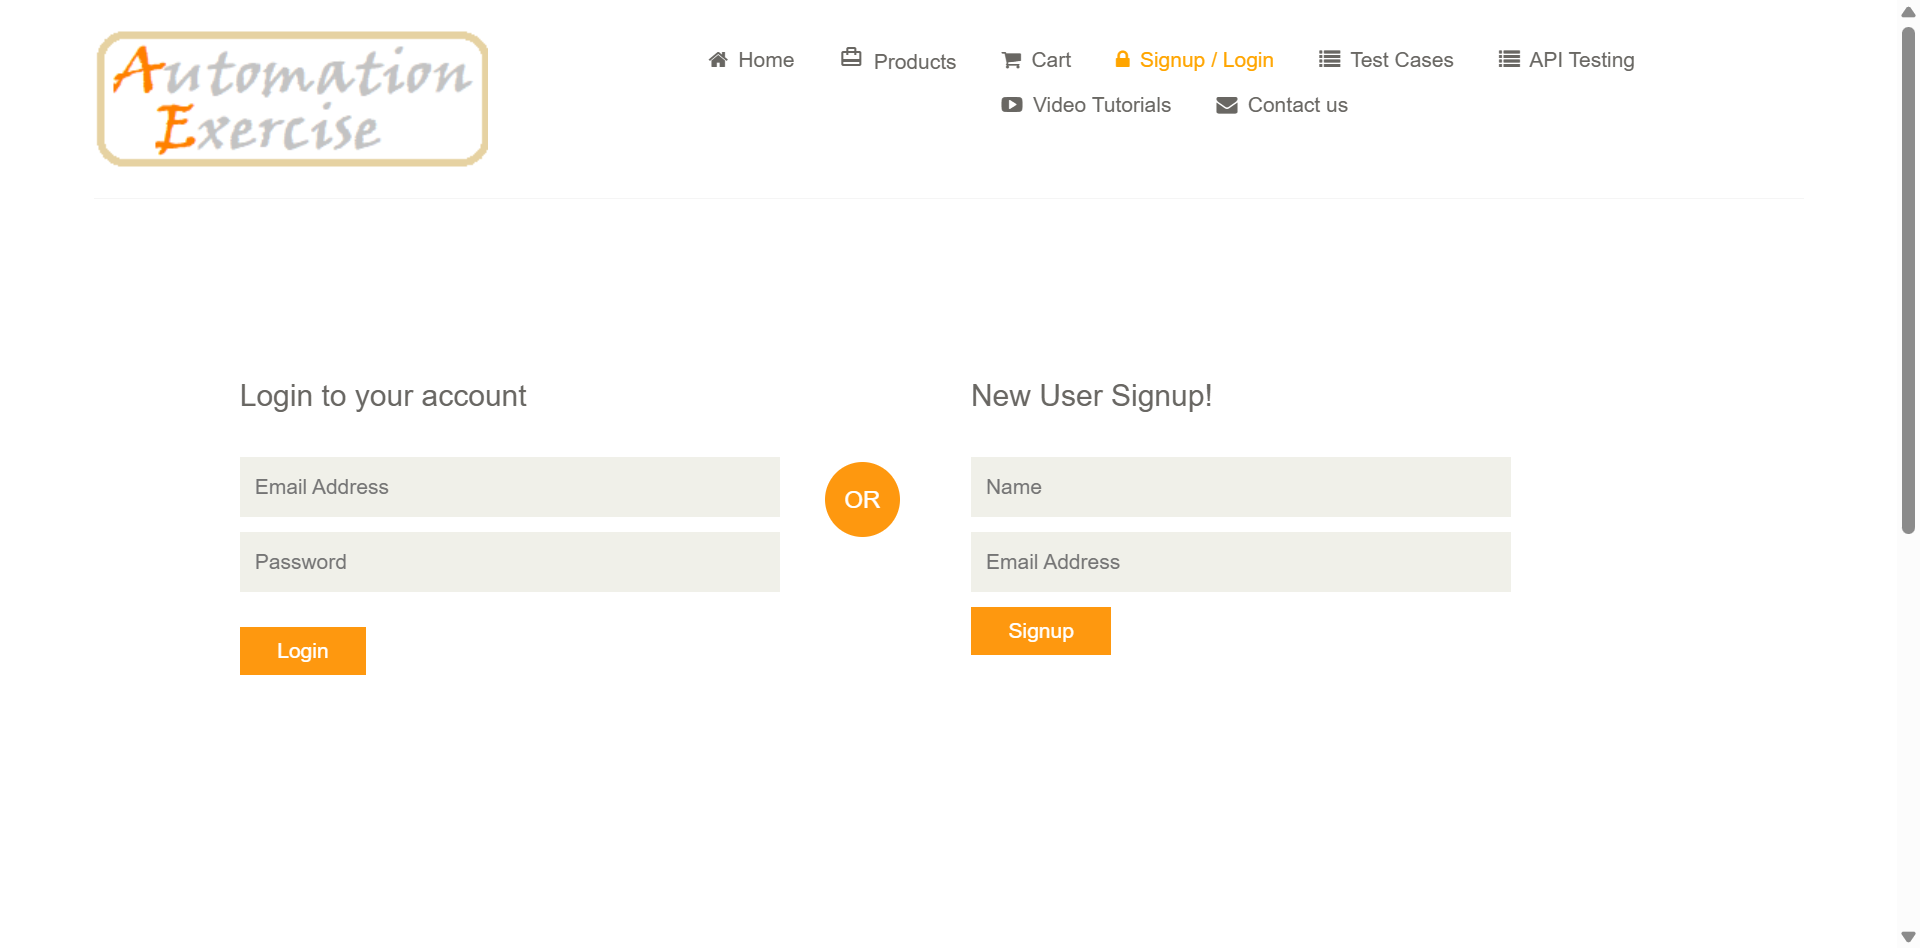 Automation
Exercise
Home
Products
Cart
Signup / Login
Test Cases
API Testing
Video Tutorials
Contact us
Login to your account
Email Address
Password
Login
OR
New User Signup!
Name
Email Address
Signup